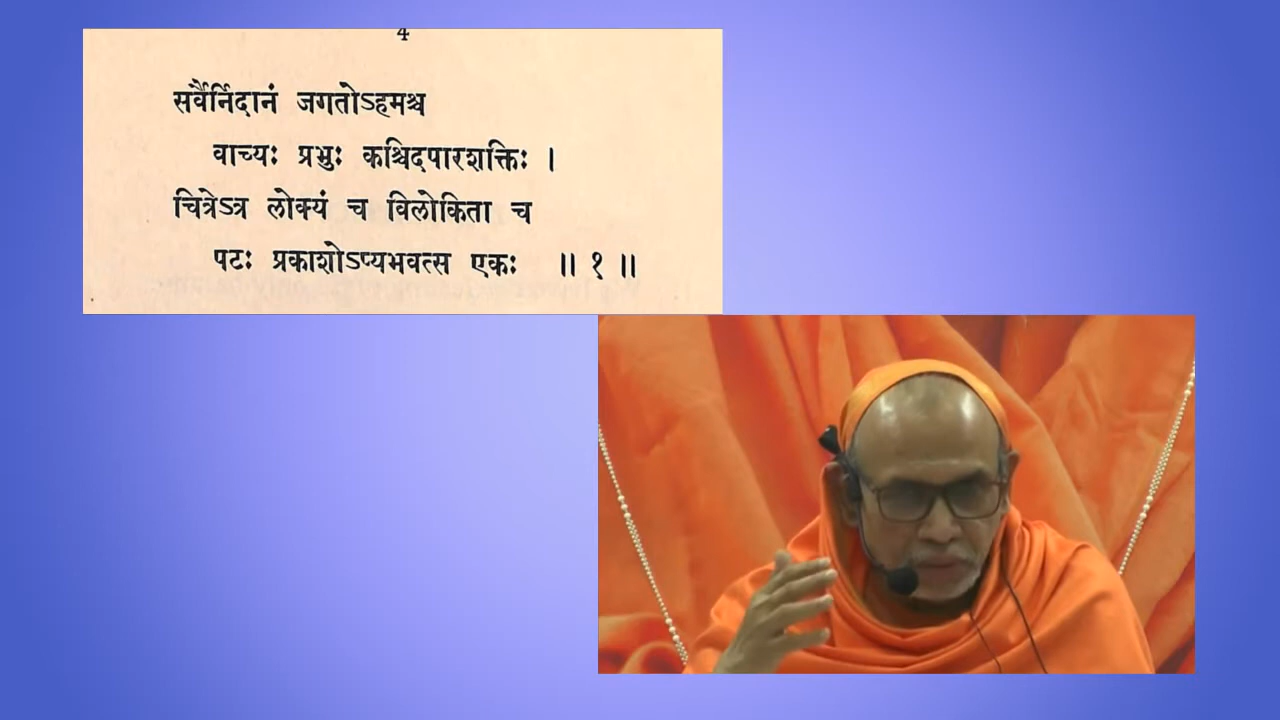 4
सर्वैर्निदानं जगतोऽहमश्च
वाच्यः प्रभुः कश्चिदपारशक्तिः ।
चित्रेऽत्र लोक्यं च विलोकिता च
पटः प्रकाशोऽप्यभवत्स एकः ॥ १ ॥